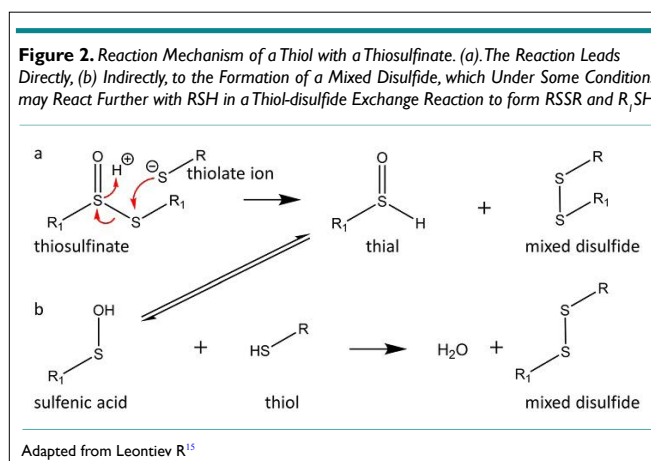 Figure 2. Reaction Mechanism of a Thiol with a Thiosulfinate. (a).The Reaction Leads
Directly, (b) Indirectly, to the Formation of a Mixed Disulfide, which Under Some Condition
may React Further with RSH in a Thiol-disulfide Exchange Reaction to form RSSR and R₁SH
a
O
H⊕
⊖
S
R
thiolate ion
S
R₁
S
R₁
thiosulfinate
O
S
R₁
H
thial
+
R
S
S
R₁
mixed disulfide
b
OH
S
R₁
sulfenic acid
+
HS
R
thiol
H₂O
+
R
S
S
R₁
mixed disulfide
Adapted from Leontiev R¹⁵